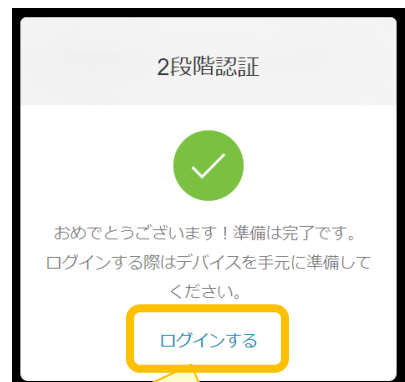 2段階認証
おめでとうございます！準備は完了です。
ログインする際はデバイスを手元に準備して
ください。
ログインする